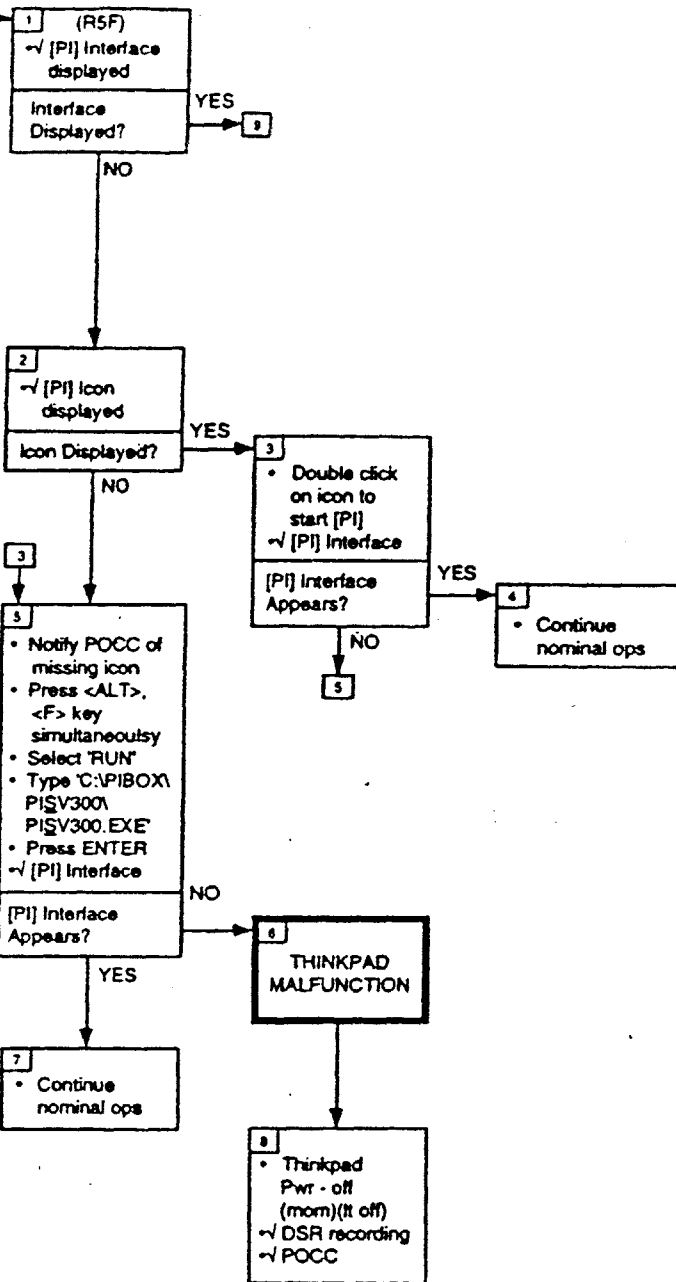 1
(R5F)
√ [PI] Interface
displayed
Interface
Displayed?
YES
9
NO
2
√ [PI] Icon
displayed
Icon Displayed?
YES
NO
3
• Double click
on icon to
start [PI]
√ [PI] Interface
[PI] Interface
Appears?
YES
NO
5
4
• Continue
nominal ops
3
5
• Notify POCC of
missing icon
• Press <ALT>,
<F> key
simultaneoutsy
• Select "RUN"
• Type 'C:\PIBOX\
PISV300\
PISV300.EXE'
• Press ENTER
√ [PI] Interface
[PI] Interface
Appears?
NO
YES
6
THINKPAD
MALFUNCTION
7
• Continue
nominal ops
8
• Thinkpad
Pwr - off
(mom)(lt off)
√ DSR recording
√ POCC